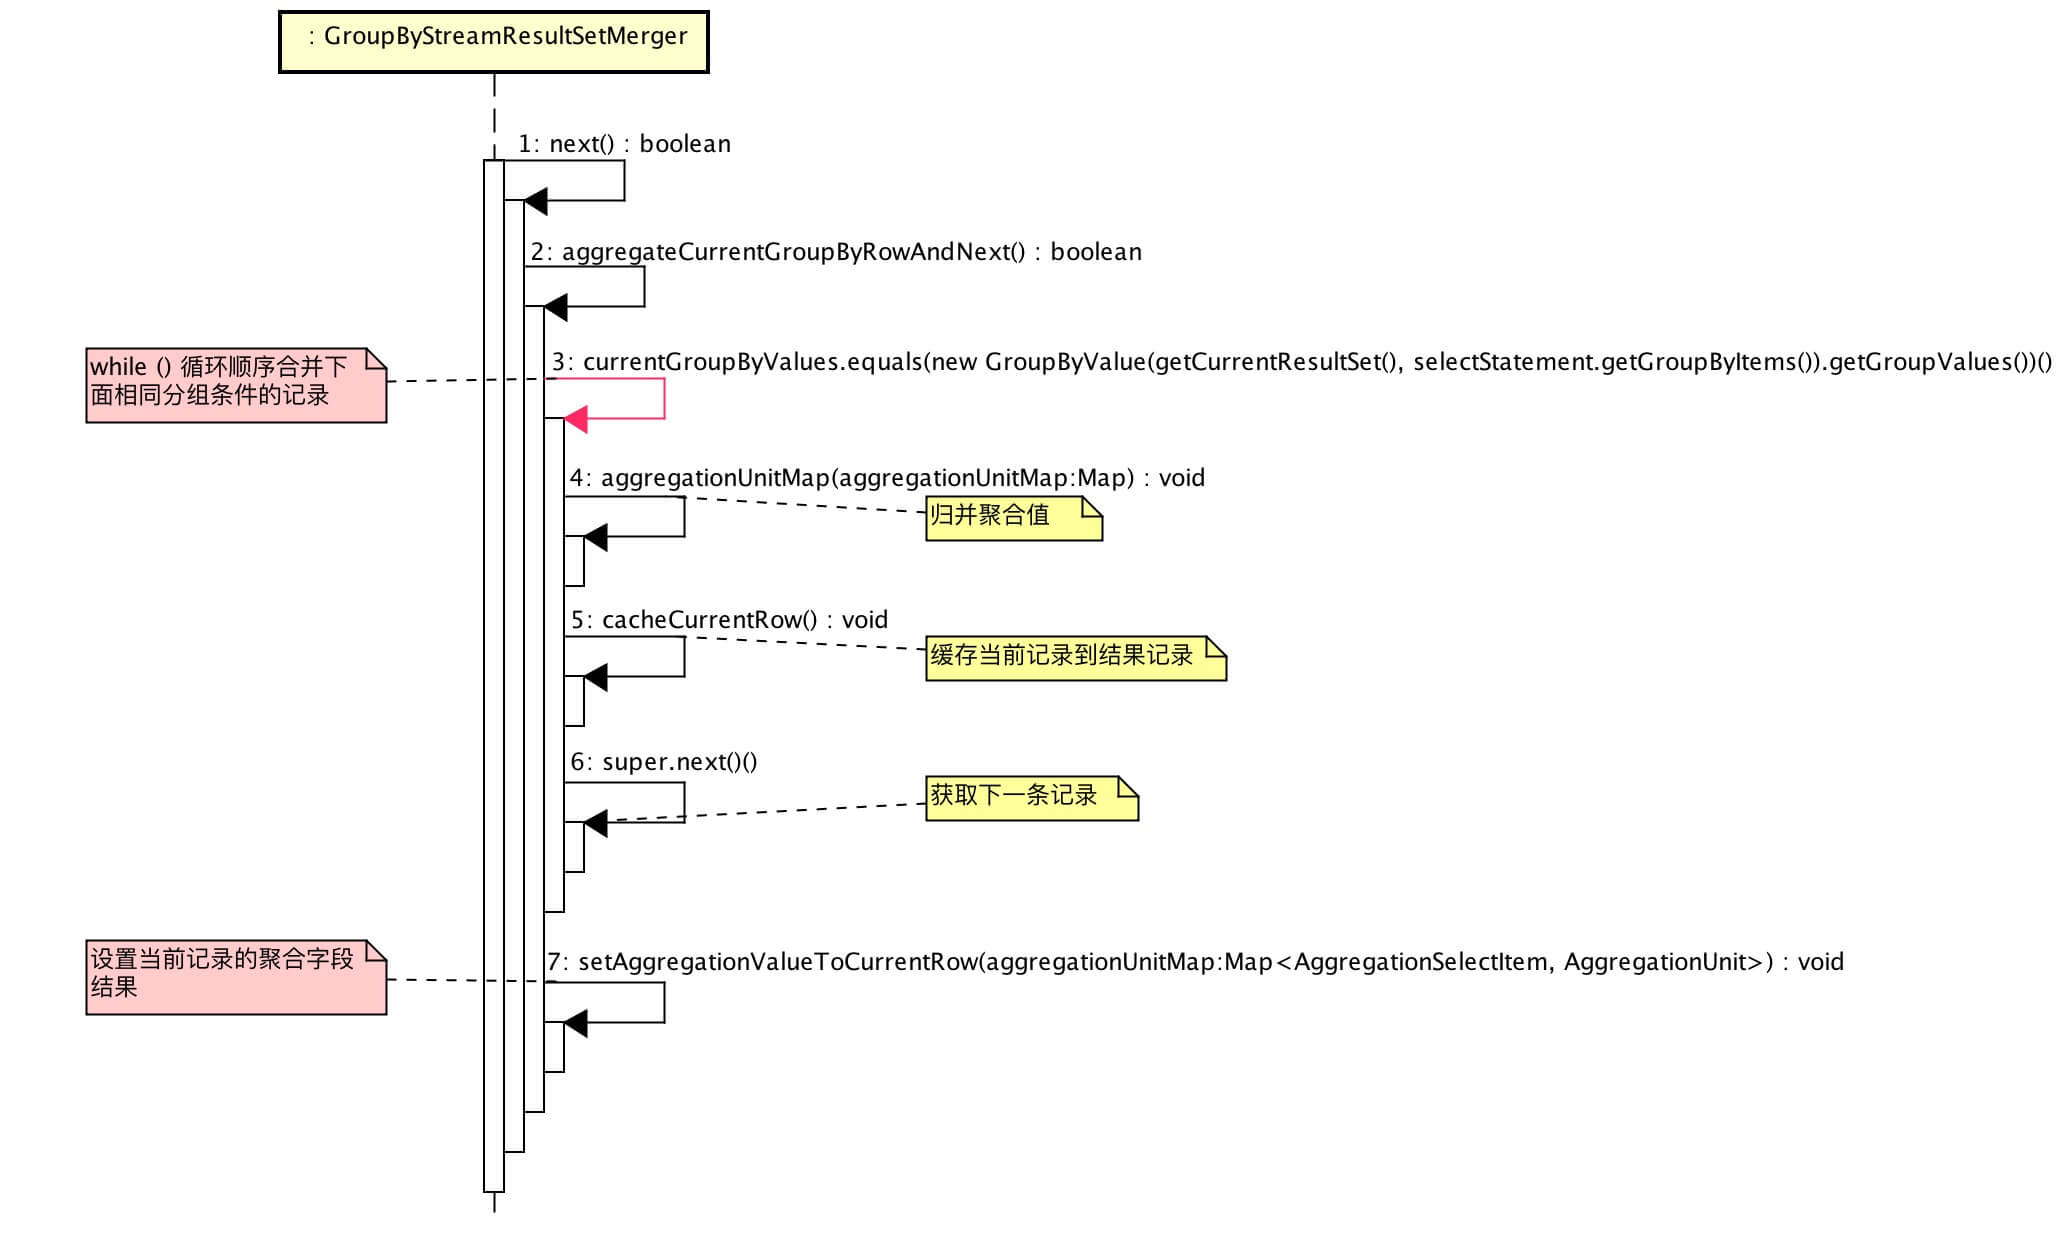 : GroupByStreamResultSetMerger
1: next() : boolean
2: aggregateCurrentGroupByRowAndNext() : boolean
while () 循环顺序合并下
面相同分组条件的记录
3: currentGroupByValues.equals(new GroupByValue(getCurrentResultSet(), selectStatement.getGroupByItems()).getGroupValues())()
4: aggregationUnitMap(aggregationUnitMap:Map) : void
归并聚合值
5: cacheCurrentRow() : void
缓存当前记录到结果记录
6: super.next()()
获取下一条记录
设置当前记录的聚合字段
结果
7: setAggregationValueToCurrentRow(aggregationUnitMap:Map<AggregationSelectItem, AggregationUnit>) : void